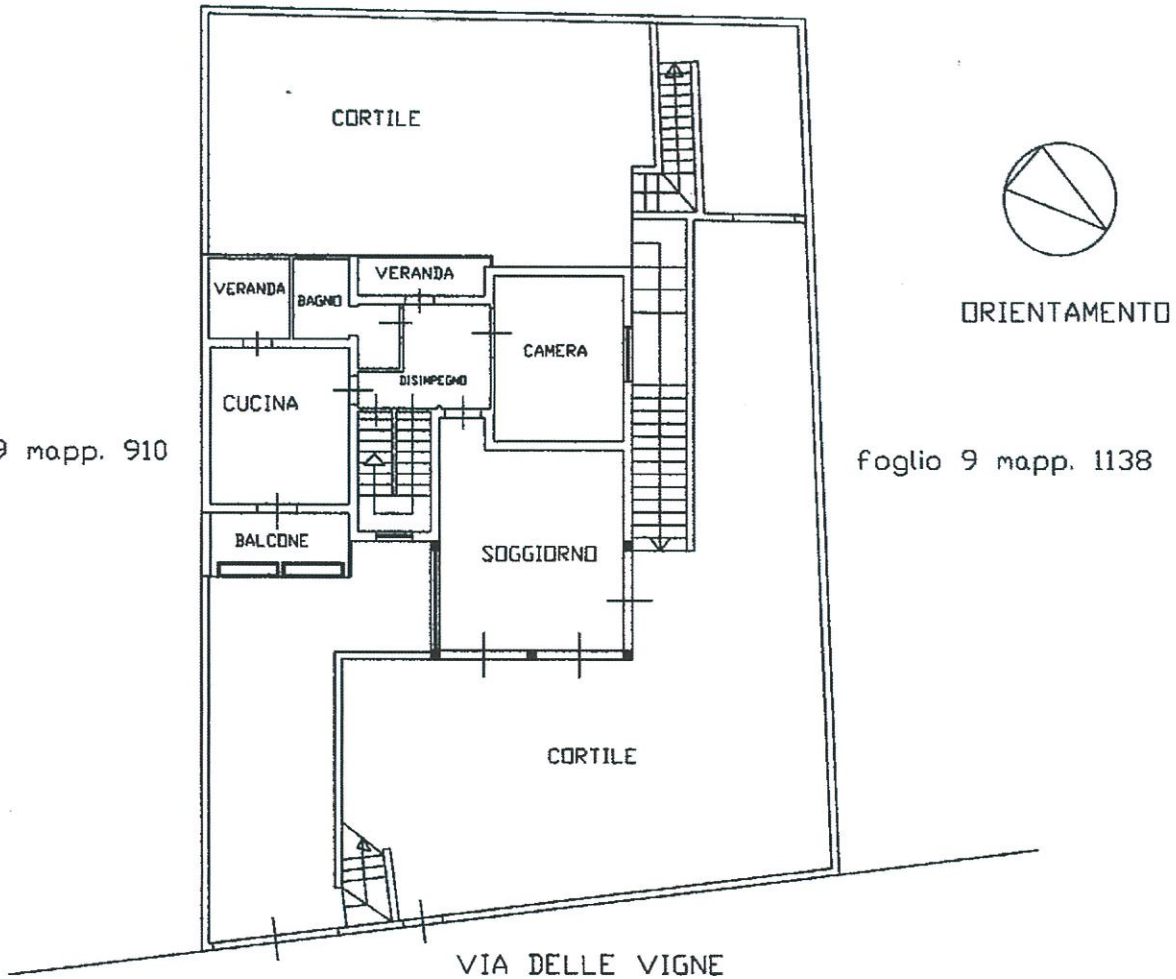 CORTILE
VERANDA
BAGNO
VERANDA
ORIENTAMENTO
CAMERA
DISIMPEGNO
CUCINA
9 mapp. 910
foglio 9 mapp. 1138
BALCONE
SOGGIORNO
CORTILE
VIA DELLE VIGNE